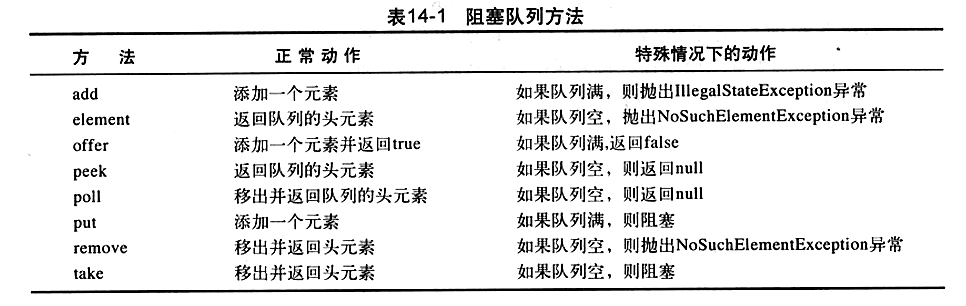 表14-1 阻塞队列方法
方 法 正常动作 特殊情况下的动作
add 添加一个元素 如果队列满，则抛出IllegalStateException异常
element 返回队列的头元素 如果队列空，抛出NoSuchElementException异常
offer 添加一个元素并返回true 如果队列满,返回false
peek 返回队列的头元素 如果队列空，则返回null
poll 移出并返回队列的头元素 如果队列空，则返回null
put 添加一个元素 如果队列满，则阻塞
remove 移出并返回头元素 如果队列空，则抛出NoSuchElementException异常
take 移出并返回头元素 如果队列空，则阻塞